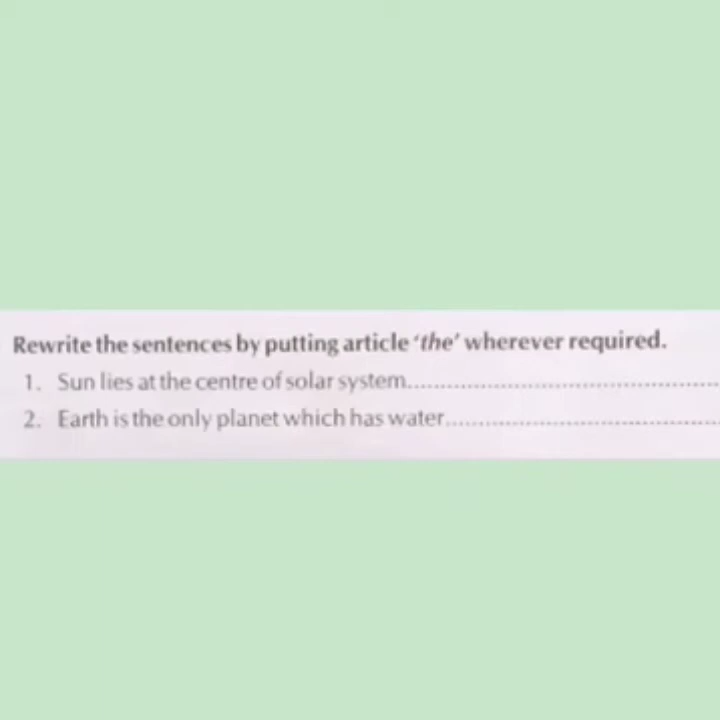 Rewrite the sentences by putting article ‘the’ wherever required.
1. Sun lies at the centre of solar system..................................................
2. Earth is the only planet which has water.............................................